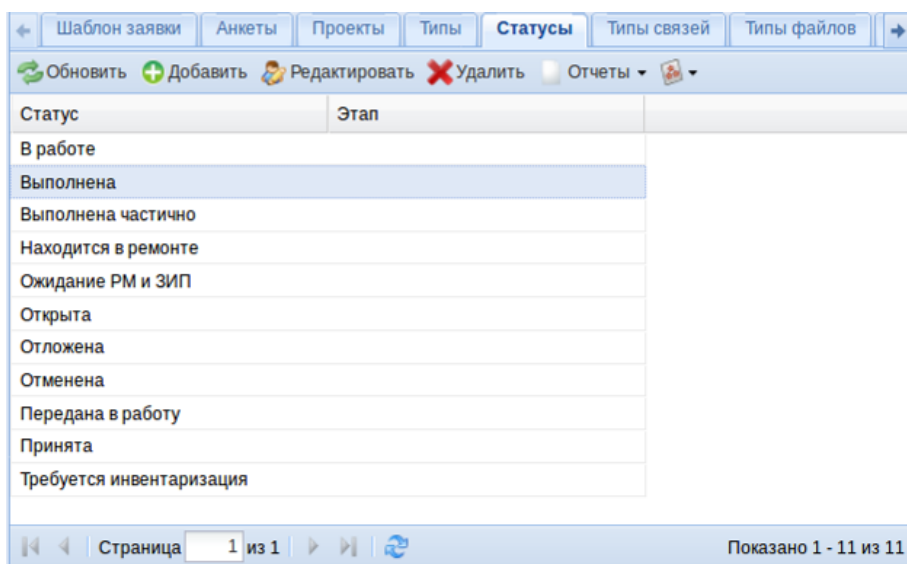 Шаблон заявки Анкеты Проекты Типы Статусы Типы связей Типы файлов
Обновить Добавить Редактировать Удалить Отчеты
Статус Этап
В работе
Выполнена
Выполнена частично
Находится в ремонте
Ожидание РМ и ЗИП
Открыта
Отложена
Отменена
Передана в работу
Принята
Требуется инвентаризация
Страница 1 из 1 Показано 1 - 11 из 11